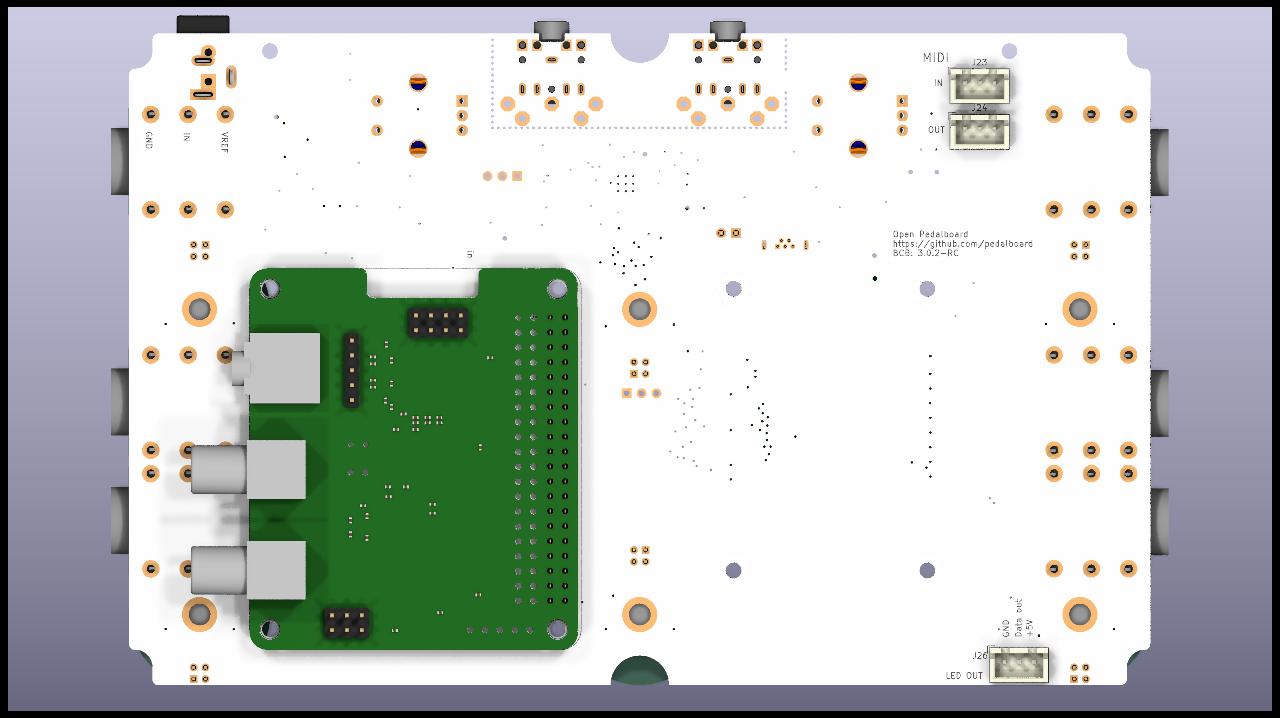 MIDI
J23
IN
J24
OUT
GND
IN
VREF
Open Pedalboard
https://github.com/pedalboard
BCB: 3.0.2-RC
GND
Data out
+5V
J26
LED OUT